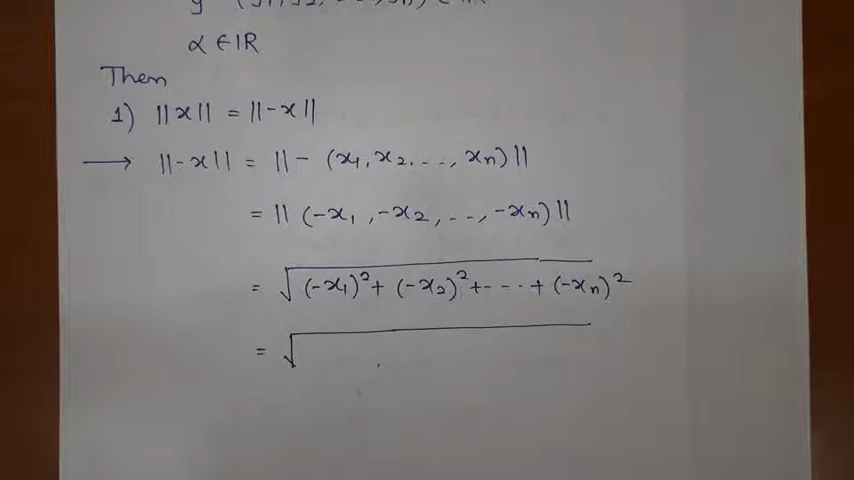 α ∈ IR
Then
1) ||x|| = ||-x||
→ ||-x|| = ||- (x₁, x₂, ..., xₙ)||
= || (-x₁, -x₂, ..., -xₙ)||
= √(-x₁)² + (-x₂)² + - - - + (-xₙ)²
= √